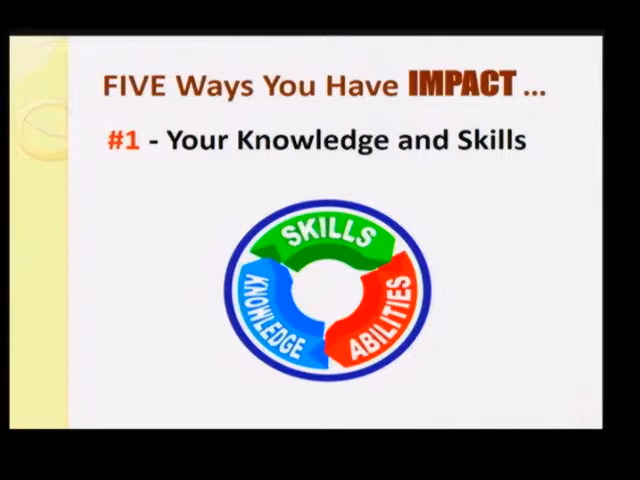 FIVE Ways You Have IMPACT ...
#1 - Your Knowledge and Skills
SKILLS
KNOWLEDGE
ABILITIES